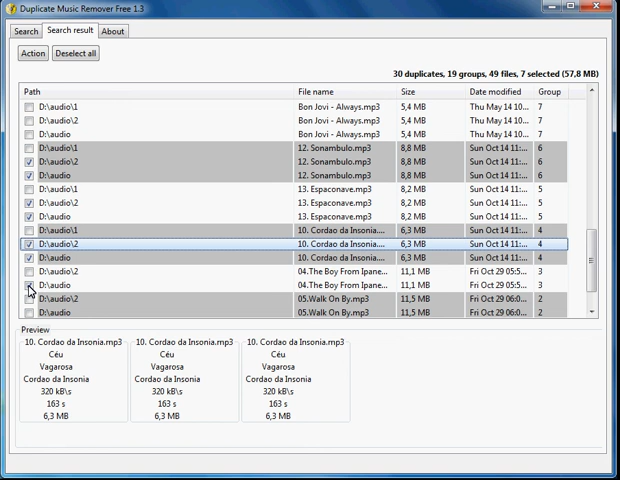 Duplicate Music Remover Free 1.3
Search Search result About
Action Deselect all
30 duplicates, 19 groups, 49 files, 7 selected (57,8 MB)
Path File name Size Date modified Group
D:\audio\1 Bon Jovi - Always.mp3 5,4 MB Thu May 14 10:... 7
D:\audio\2 Bon Jovi - Always.mp3 5,4 MB Thu May 14 10:... 7
D:\audio Bon Jovi - Always.mp3 5,4 MB Thu May 14 10:... 7
D:\audio\1 12. Sonambulo.mp3 8,8 MB Sun Oct 14 11:... 6
D:\audio\2 12. Sonambulo.mp3 8,8 MB Sun Oct 14 11:... 6
D:\audio 12. Sonambulo.mp3 8,8 MB Sun Oct 14 11:... 6
D:\audio\1 13. Espaconave.mp3 8,2 MB Sun Oct 14 11:... 5
D:\audio\2 13. Espaconave.mp3 8,2 MB Sun Oct 14 11:... 5
D:\audio 13. Espaconave.mp3 8,2 MB Sun Oct 14 11:... 5
D:\audio\1 10. Cordao da Insonia.... 6,3 MB Sun Oct 14 11:... 4
D:\audio\2 10. Cordao da Insonia.... 6,3 MB Sun Oct 14 11:... 4
D:\audio 10. Cordao da Insonia.... 6,3 MB Sun Oct 14 11:... 4
D:\audio\2 04.The Boy From Ipane... 11,1 MB Fri Oct 29 05:5... 3
D:\audio 04.The Boy From Ipane... 11,1 MB Fri Oct 29 05:5... 3
D:\audio\2 05.Walk On By.mp3 11,5 MB Fri Oct 29 06:0... 2
D:\audio 05.Walk On By.mp3 11,5 MB Fri Oct 29 06:0... 2
Preview
10. Cordao da Insonia.mp3 10. Cordao da Insonia.mp3 10. Cordao da Insonia.mp3
Céu Céu Céu
Vagarosa Vagarosa Vagarosa
Cordao da Insonia Cordao da Insonia Cordao da Insonia
320 kB\s 320 kB\s 320 kB\s
163 s 163 s 163 s
6,3 MB 6,3 MB 6,3 MB